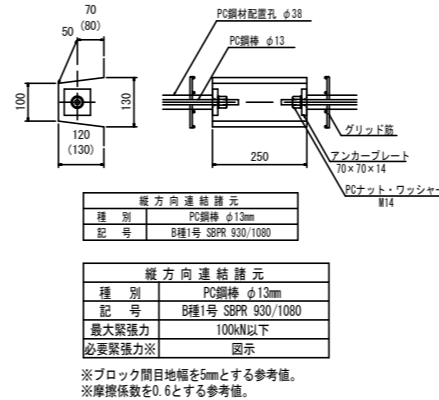 70
(80)
50
PC鋼材配置孔 φ38
PC鋼棒 φ13
100
130
120
(130)
250
グリッド筋
アンカープレート
70×70×14
PCナット・ワッシャー
M14
縦方向連結諸元
種 別 PC鋼棒 φ13mm
記 号 B種1号 SBPR 930/1080
縦方向連結諸元
種 別 PC鋼棒 φ13mm
記 号 B種1号 SBPR 930/1080
最大緊張力 100kN以下
必要緊張力※ 図示
※ブロック間目地幅を5mmとする参考値。
※摩擦係数を0.6とする参考値。